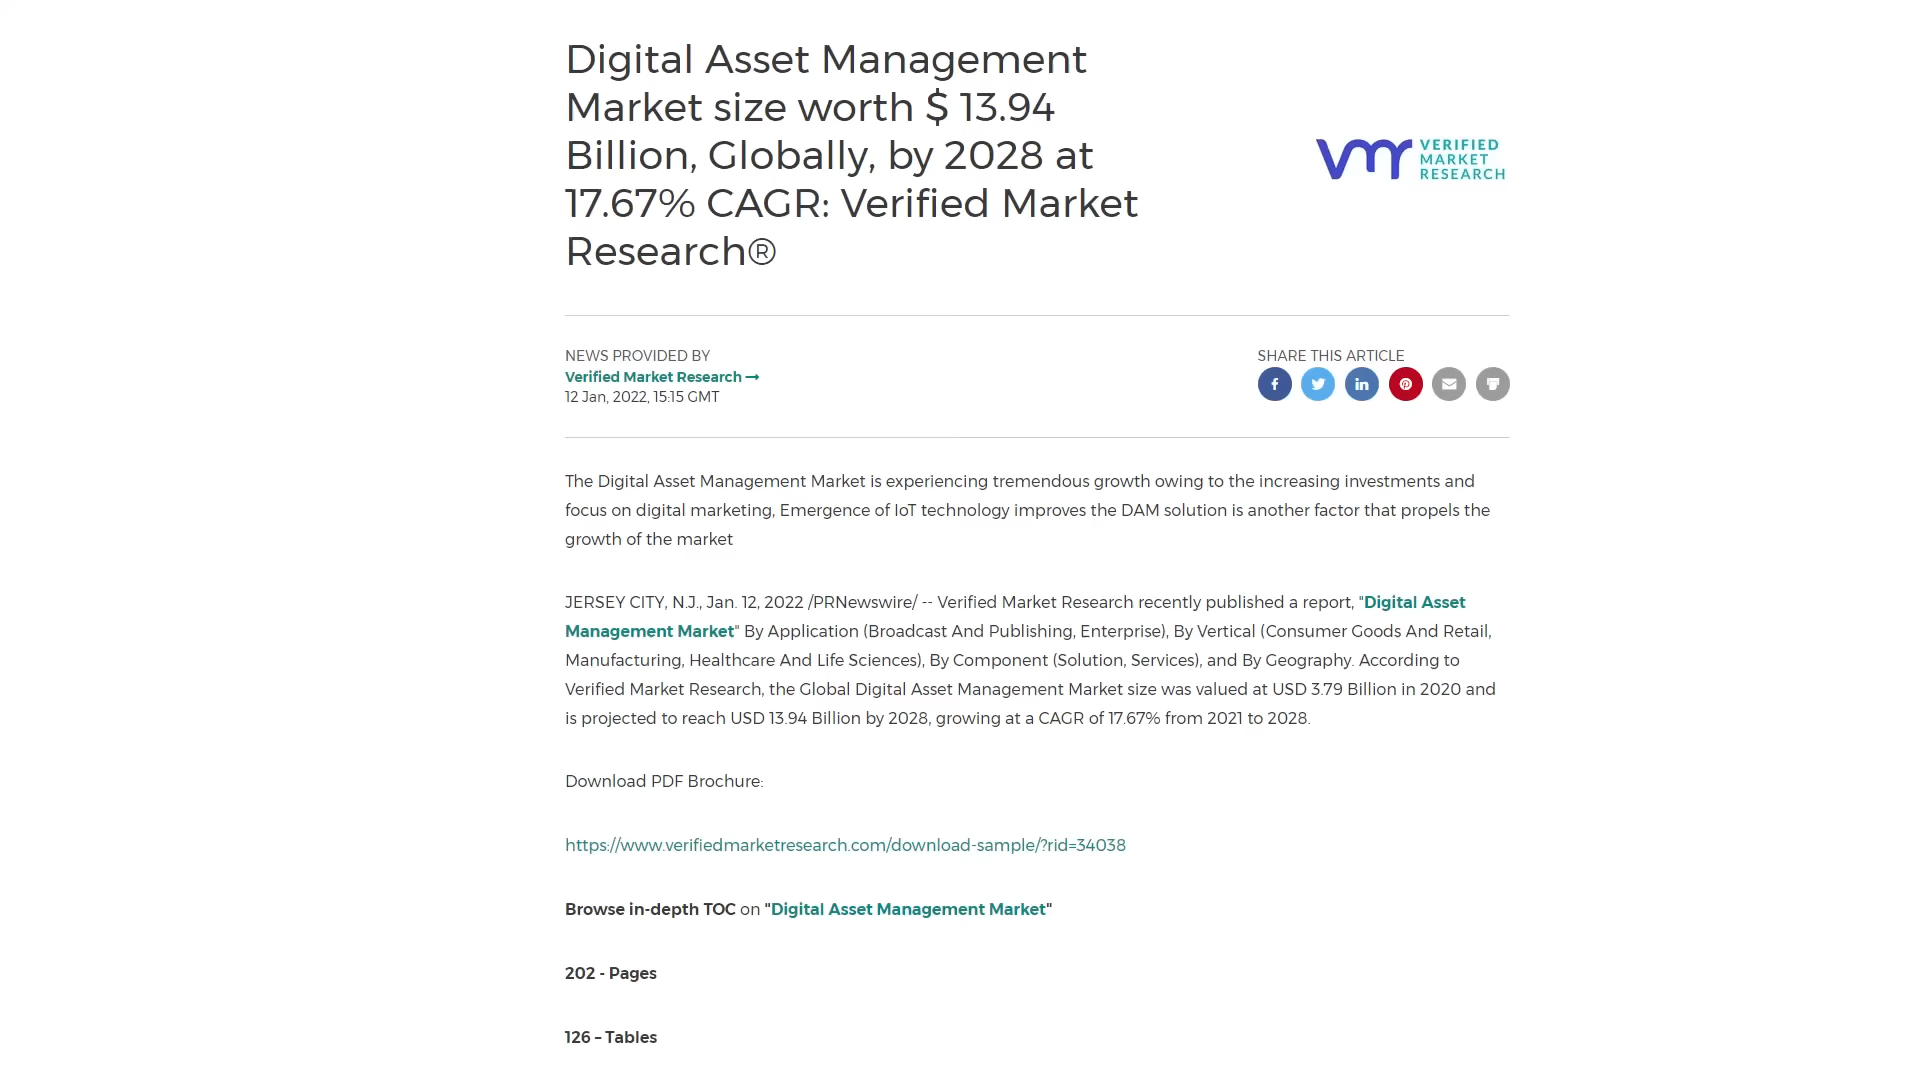 Digital Asset Management
Market size worth $ 13.94
Billion, Globally, by 2028 at
17.67% CAGR: Verified Market
Research®
vmr VERIFIED
MARKET
RESEARCH
NEWS PROVIDED BY
Verified Market Research →
12 Jan, 2022, 15:15 GMT
SHARE THIS ARTICLE
The Digital Asset Management Market is experiencing tremendous growth owing to the increasing investments and
focus on digital marketing, Emergence of IoT technology improves the DAM solution is another factor that propels the
growth of the market
JERSEY CITY, N.J., Jan. 12, 2022 /PRNewswire/ -- Verified Market Research recently published a report, "Digital Asset
Management Market" By Application (Broadcast And Publishing, Enterprise), By Vertical (Consumer Goods And Retail,
Manufacturing, Healthcare And Life Sciences), By Component (Solution, Services), and By Geography. According to
Verified Market Research, the Global Digital Asset Management Market size was valued at USD 3.79 Billion in 2020 and
is projected to reach USD 13.94 Billion by 2028, growing at a CAGR of 17.67% from 2021 to 2028.
Download PDF Brochure:
https://www.verifiedmarketresearch.com/download-sample/?rid=34038
Browse in-depth TOC on "Digital Asset Management Market"
202 - Pages
126 – Tables